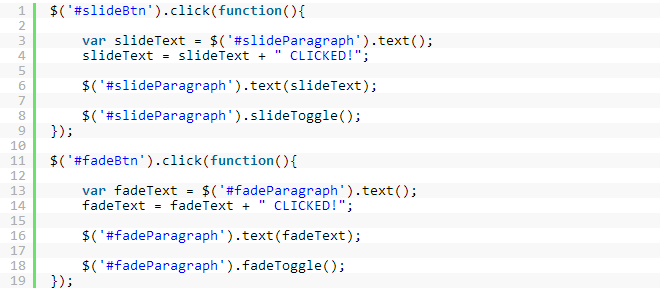 1 $('#slideBtn').click(function(){
2
3     var slideText = $('#slideParagraph').text();
4     slideText = slideText + " CLICKED!";
5
6     $('#slideParagraph').text(slideText);
7
8     $('#slideParagraph').slideToggle();
9 });
10
11 $('#fadeBtn').click(function(){
12
13     var fadeText = $('#fadeParagraph').text();
14     fadeText = fadeText + " CLICKED!";
15
16     $('#fadeParagraph').text(fadeText);
17
18     $('#fadeParagraph').fadeToggle();
19 });